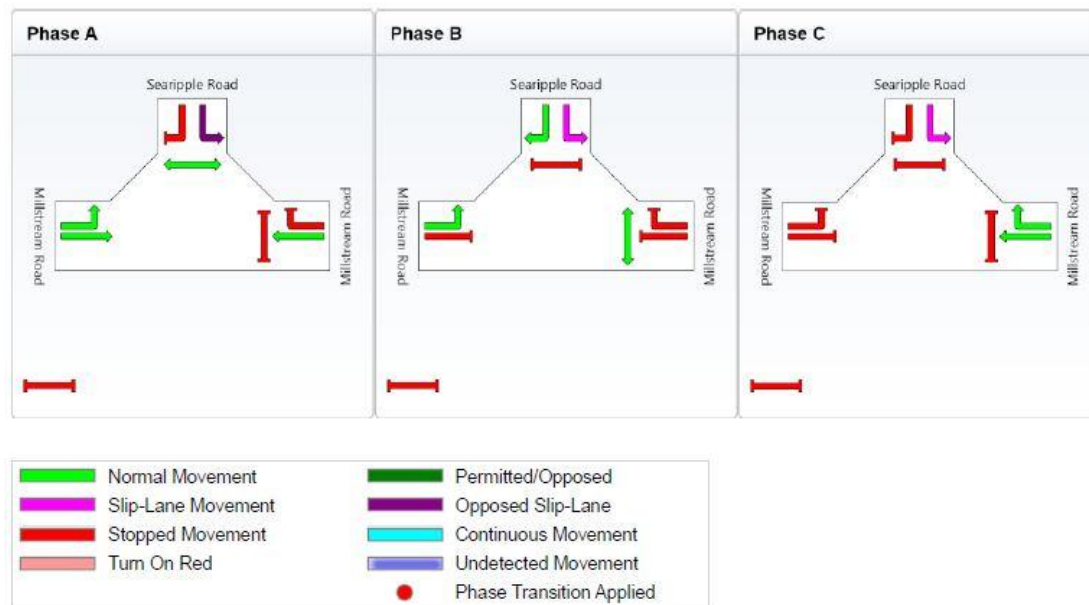 Phase A
Phase B
Phase C
Searipple Road
Searipple Road
Searipple Road
Millstream Road
Millstream Road
Millstream Road
Millstream Road
Millstream Road
Millstream Road
Normal Movement
Permitted/Opposed
Slip-Lane Movement
Opposed Slip-Lane
Stopped Movement
Continuous Movement
Turn On Red
Undetected Movement
Phase Transition Applied